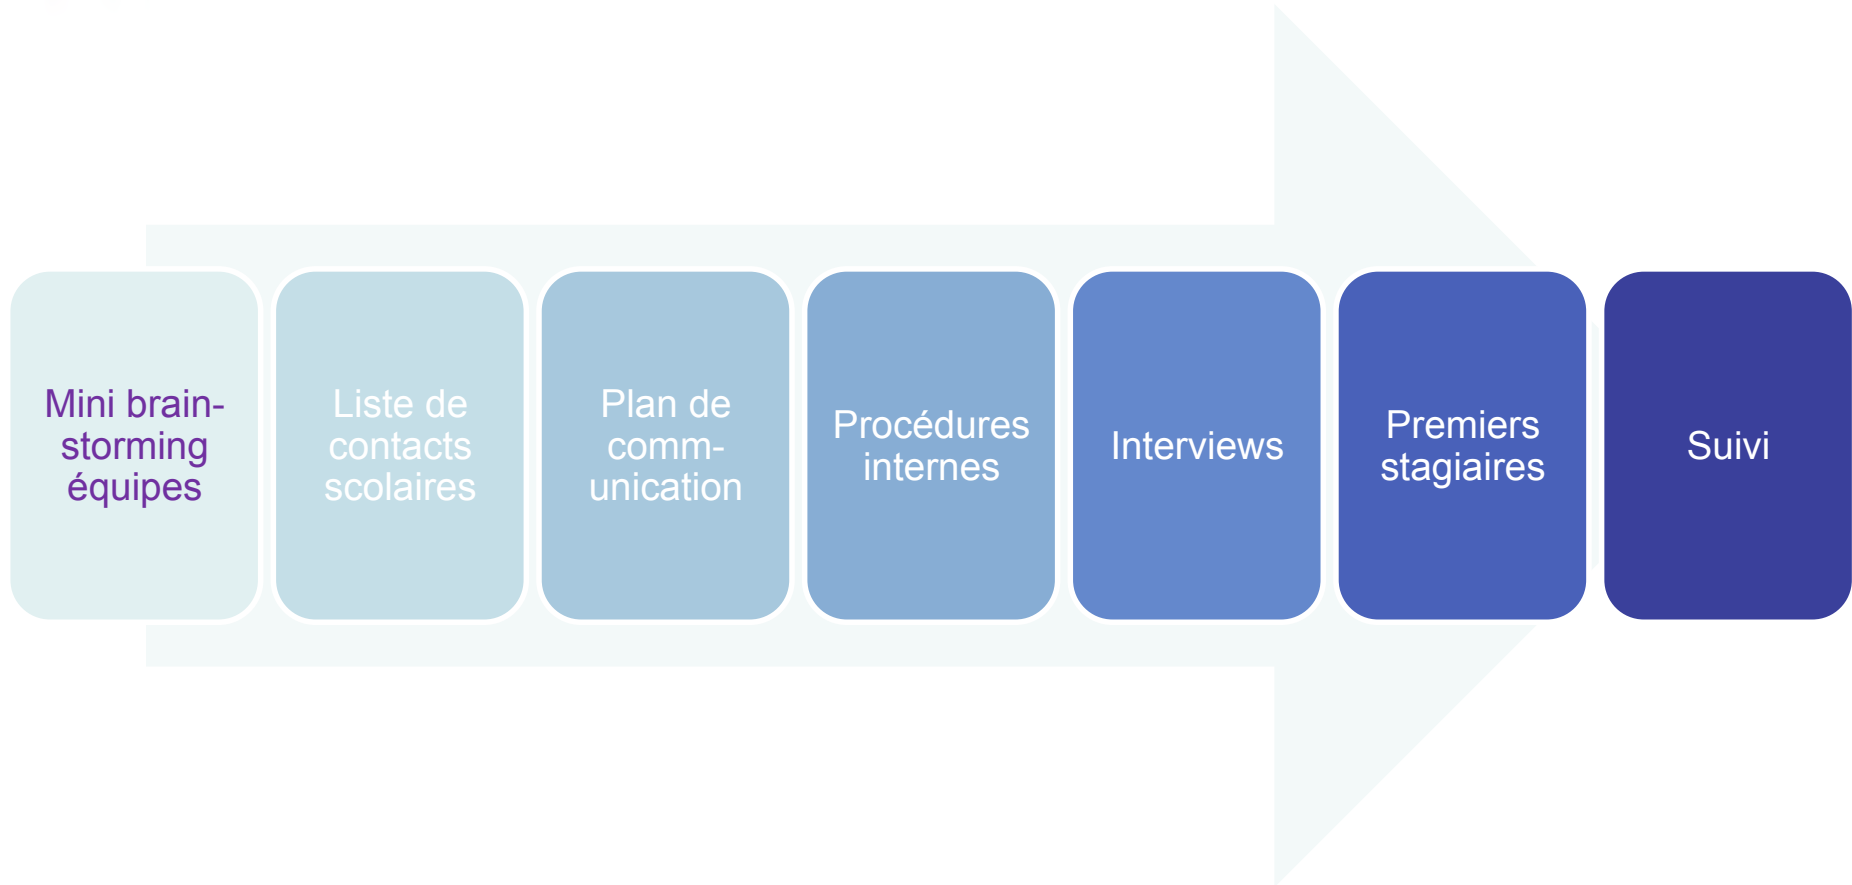 Mini brain-
storming
équipes
Liste de
contacts
scolaires
Plan de
comm-
unication
Procédures
internes
Interviews
Premiers
stagiaires
Suivi